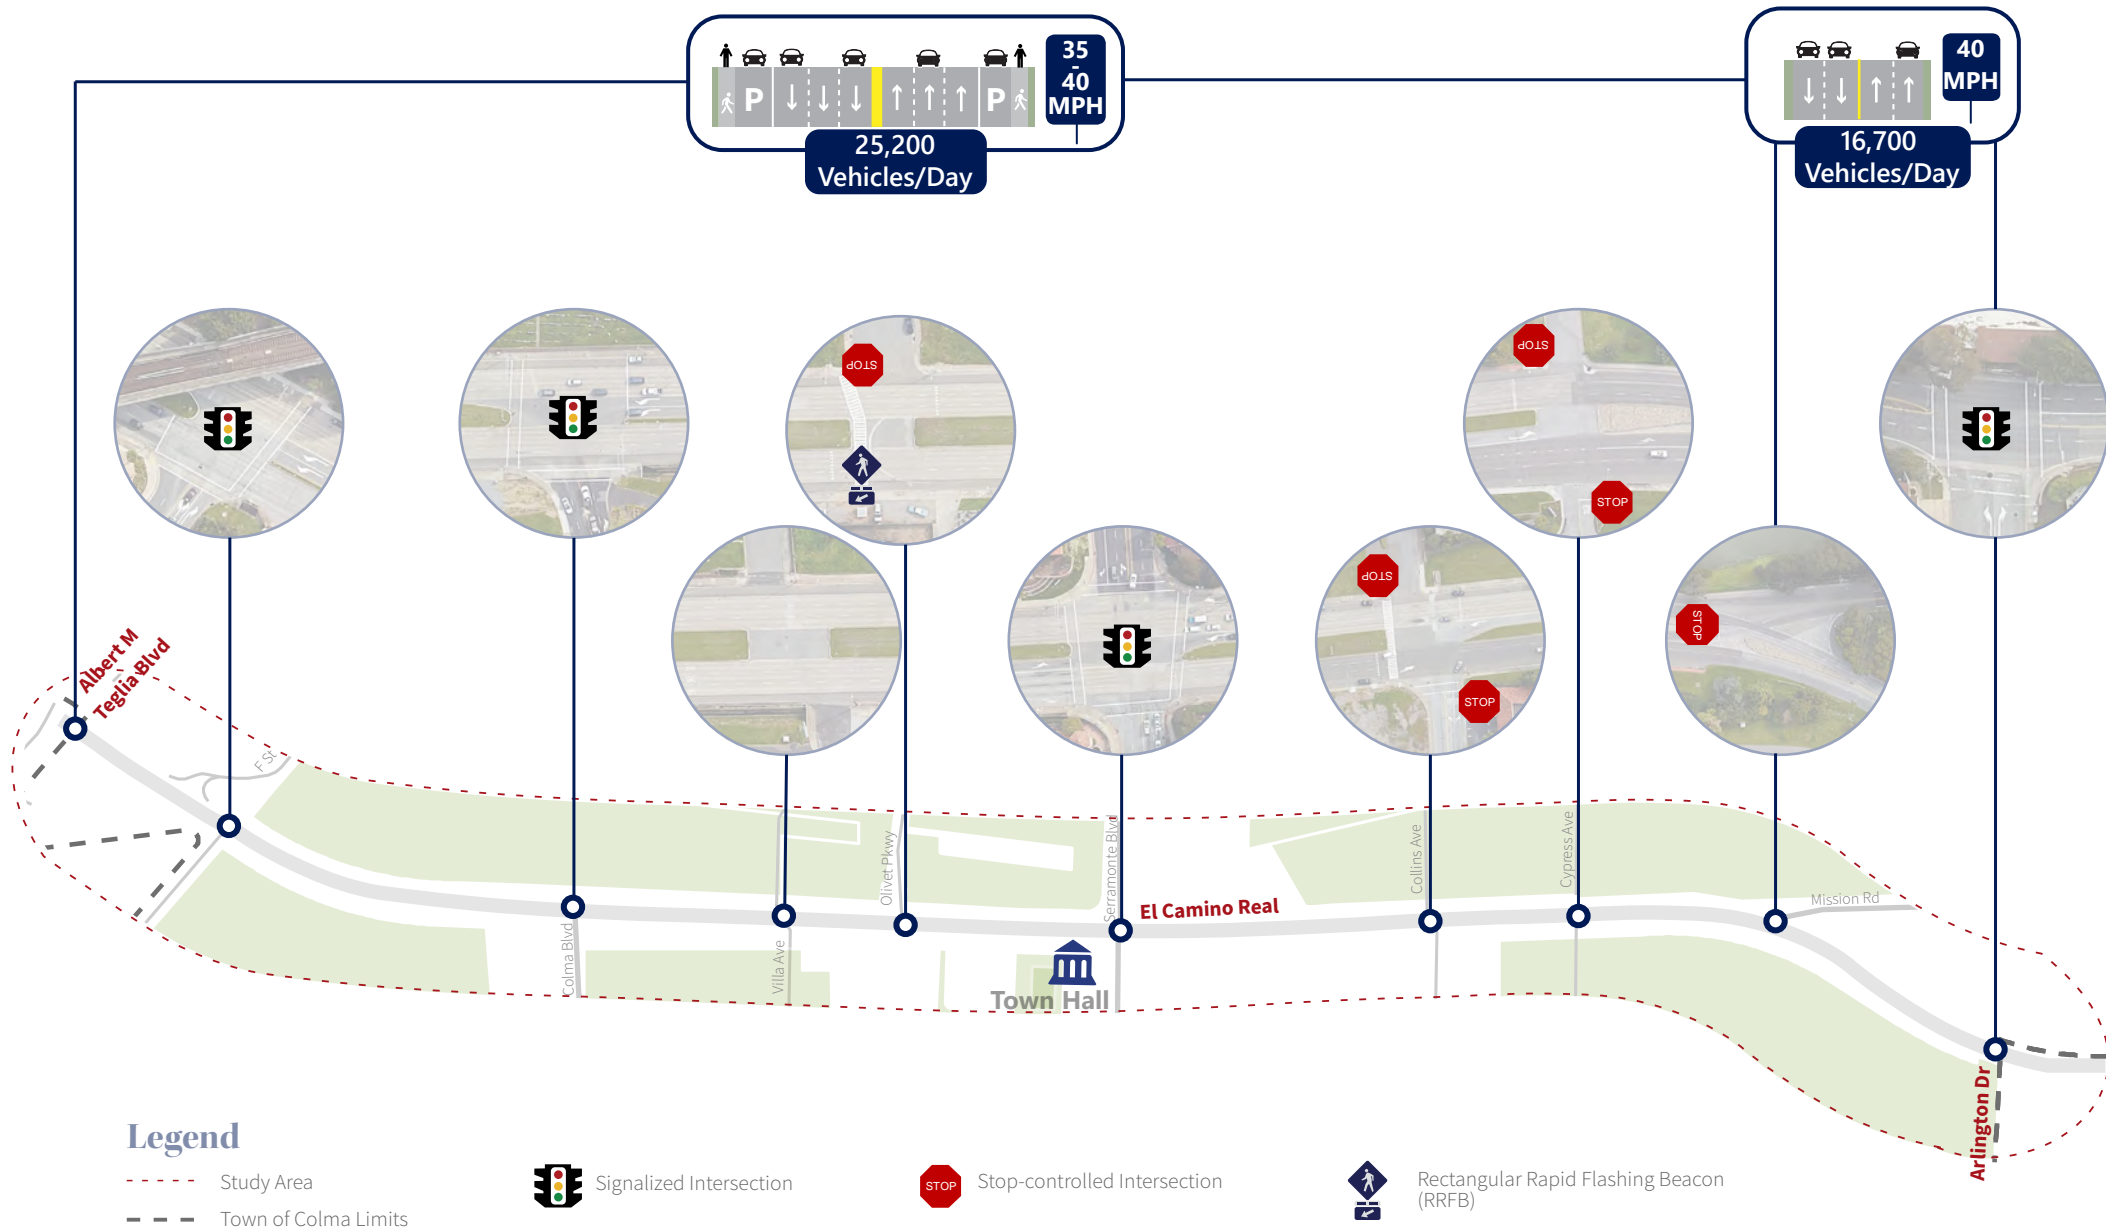 35
-
40
MPH
P
P
25,200
Vehicles/Day
40
MPH
16,700
Vehicles/Day
STOP
STOP
STOP
STOP
STOP
STOP
Albert M
Teglia Blvd
F St
Colma Blvd
Villa Ave
Olivet Pkwy
Serramonte Blvd
El Camino Real
Town Hall
Collins Ave
Cypress Ave
Mission Rd
Arlington Dr
Legend
Study Area
Town of Colma Limits
Signalized Intersection
STOP
Stop-controlled Intersection
Rectangular Rapid Flashing Beacon
(RRFB)